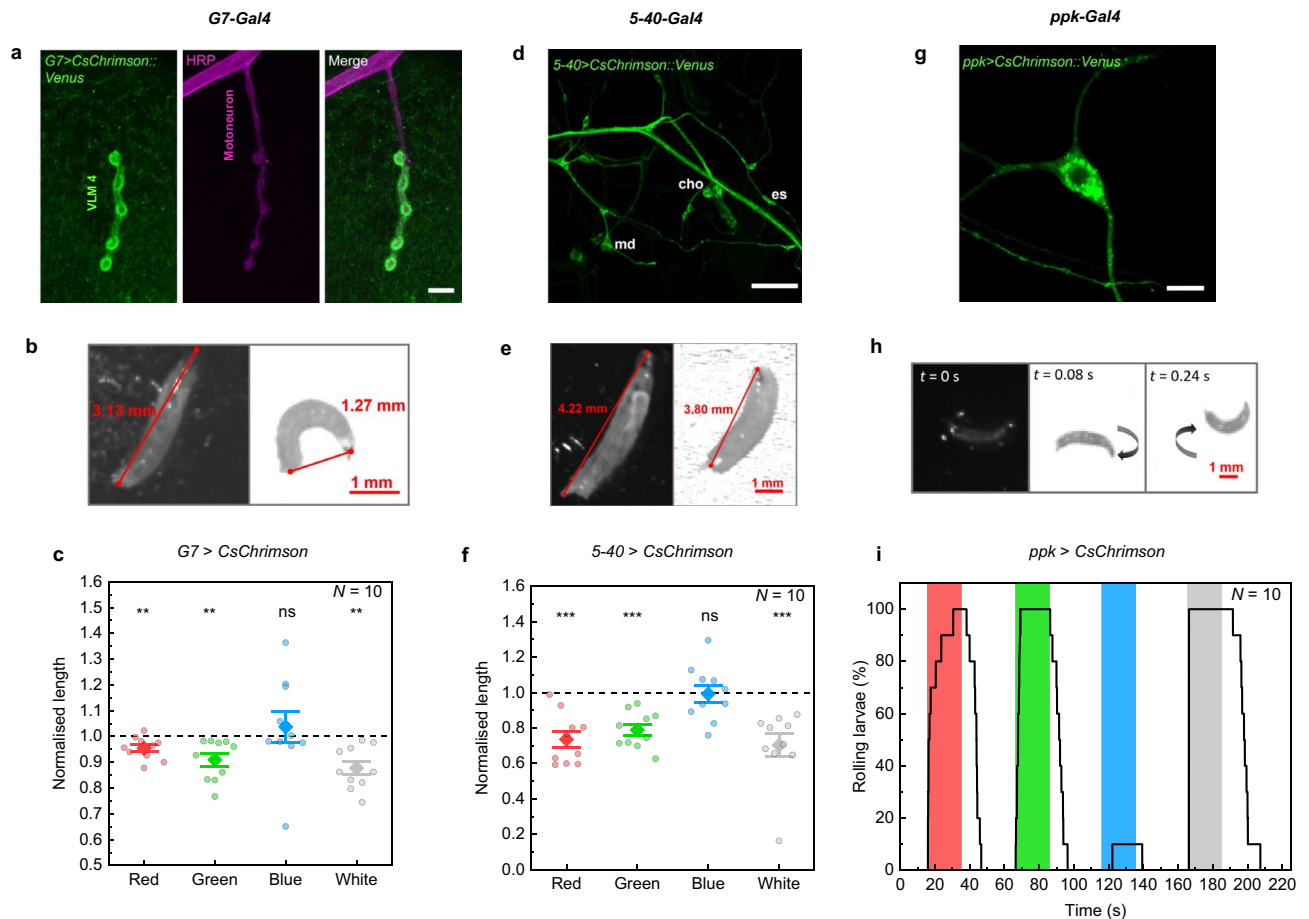 G7-Gal4
5-40-Gal4
ppk-Gal4
a
G7>CsChrimson::
Venus
VLM 4
HRP
Motoneuron
Merge
d
5-40>CsChrimson::Venus
cho
es
md
g
ppk>CsChrimson::Venus
b
3.13 mm
1.27 mm
1 mm
e
4.22 mm
3.80 mm
1 mm
h
t = 0 s
t = 0.08 s
t = 0.24 s
1 mm
c
G7 > CsChrimson
N = 10
** ** ns **
Normalised length
1.6
1.5
1.4
1.3
1.2
1.1
1.0
0.9
0.8
0.7
0.6
0.5
Red Green Blue White
f
5-40 > CsChrimson
N = 10
*** *** ns ***
Normalised length
1.6
1.4
1.2
1.0
0.8
0.6
0.4
0.2
0.0
Red Green Blue White
i
ppk > CsChrimson
N = 10
Rolling larvae (%)
100
80
60
40
20
0
0 20 40 60 80 100 120 140 160 180 200 220
Time (s)